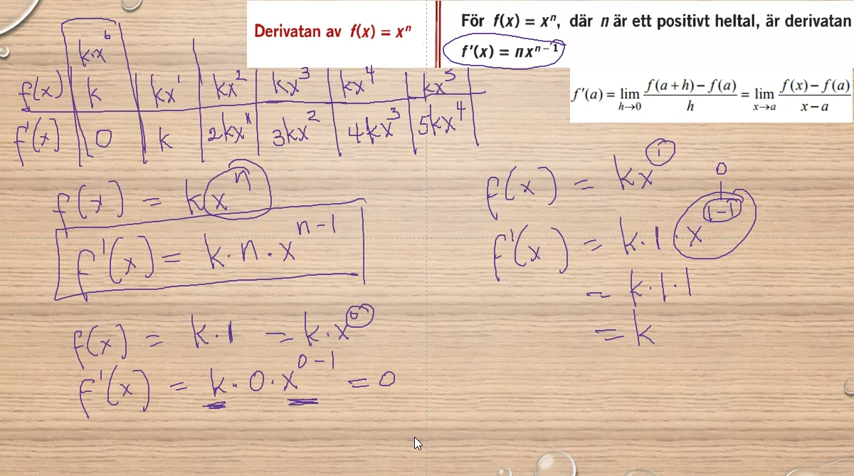 Derivatan av f(x) = xⁿ
För f(x) = xⁿ, där n är ett positivt heltal, är derivatan
f'(x) = nxⁿ⁻¹
f'(a) = lim h→0 (f(a+h)−f(a))/h = lim x→a (f(x)−f(a))/(x−a)
k·x⁰
f(x) k kx¹ kx² kx³ kx⁴ kx⁵
f'(x) 0 k 2kx¹ 3kx² 4kx³ 5kx⁴
f(x) = kxⁿ
f'(x) = k·n·xⁿ⁻¹
f(x) = k·1 = k·x⁰
f'(x) = k·0·x⁰⁻¹ = 0
f(x) = kx¹
0
f'(x) = k·1·x¹⁻¹
= k·1·1
= k